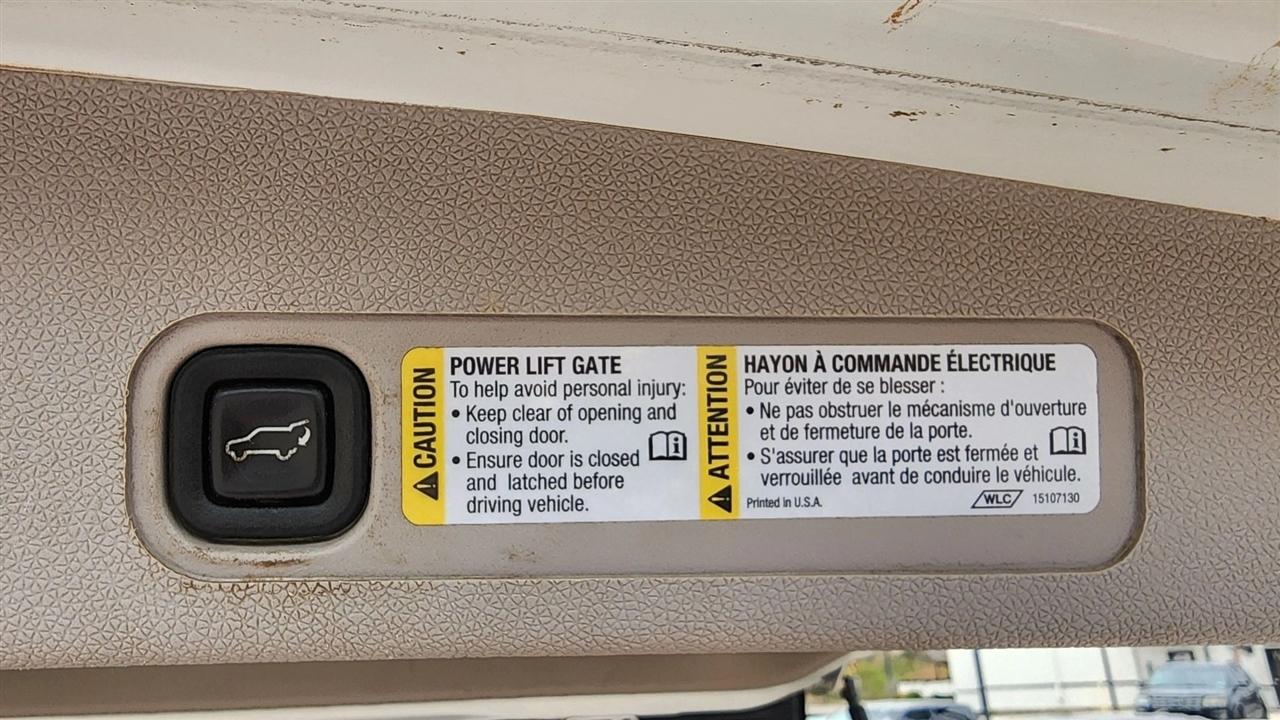 CAUTION
POWER LIFT GATE
To help avoid personal injury:
• Keep clear of opening and
closing door.
• Ensure door is closed
and latched before
driving vehicle.
ATTENTION
HAYON À COMMANDE ÉLECTRIQUE
Pour éviter de se blesser :
• Ne pas obstruer le mécanisme d'ouverture
et de fermeture de la porte.
• S'assurer que la porte est fermée et
verrouillée avant de conduire le véhicule.
Printed in U.S.A.
WLC
15107130